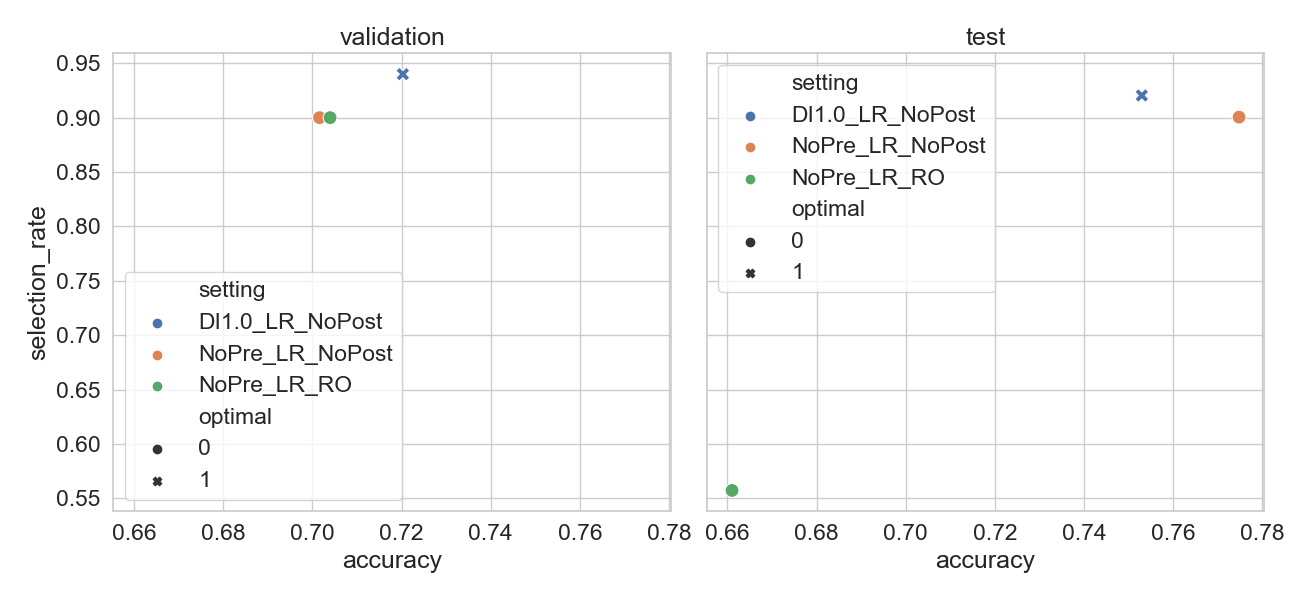 validation
test
selection_rate
0.95
0.90
0.85
0.80
0.75
0.70
0.65
0.60
0.55
setting
DI1.0_LR_NoPost
NoPre_LR_NoPost
NoPre_LR_RO
optimal
0
1
0.66 0.68 0.70 0.72 0.74 0.76 0.78
accuracy
setting
DI1.0_LR_NoPost
NoPre_LR_NoPost
NoPre_LR_RO
optimal
0
1
0.66 0.68 0.70 0.72 0.74 0.76 0.78
accuracy